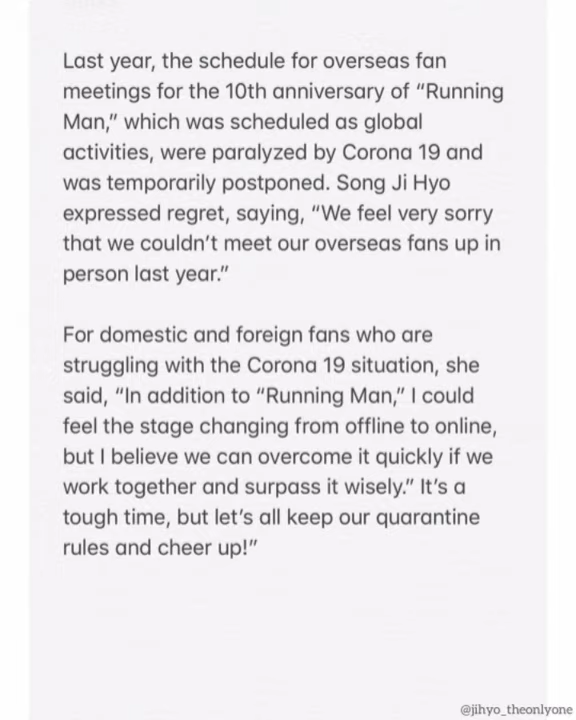 Last year, the schedule for overseas fan
meetings for the 10th anniversary of “Running
Man,” which was scheduled as global
activities, were paralyzed by Corona 19 and
was temporarily postponed. Song Ji Hyo
expressed regret, saying, “We feel very sorry
that we couldn’t meet our overseas fans up in
person last year.”
For domestic and foreign fans who are
struggling with the Corona 19 situation, she
said, “In addition to “Running Man,” I could
feel the stage changing from offline to online,
but I believe we can overcome it quickly if we
work together and surpass it wisely.” It’s a
tough time, but let’s all keep our quarantine
rules and cheer up!”
@jihyo_theonlyone